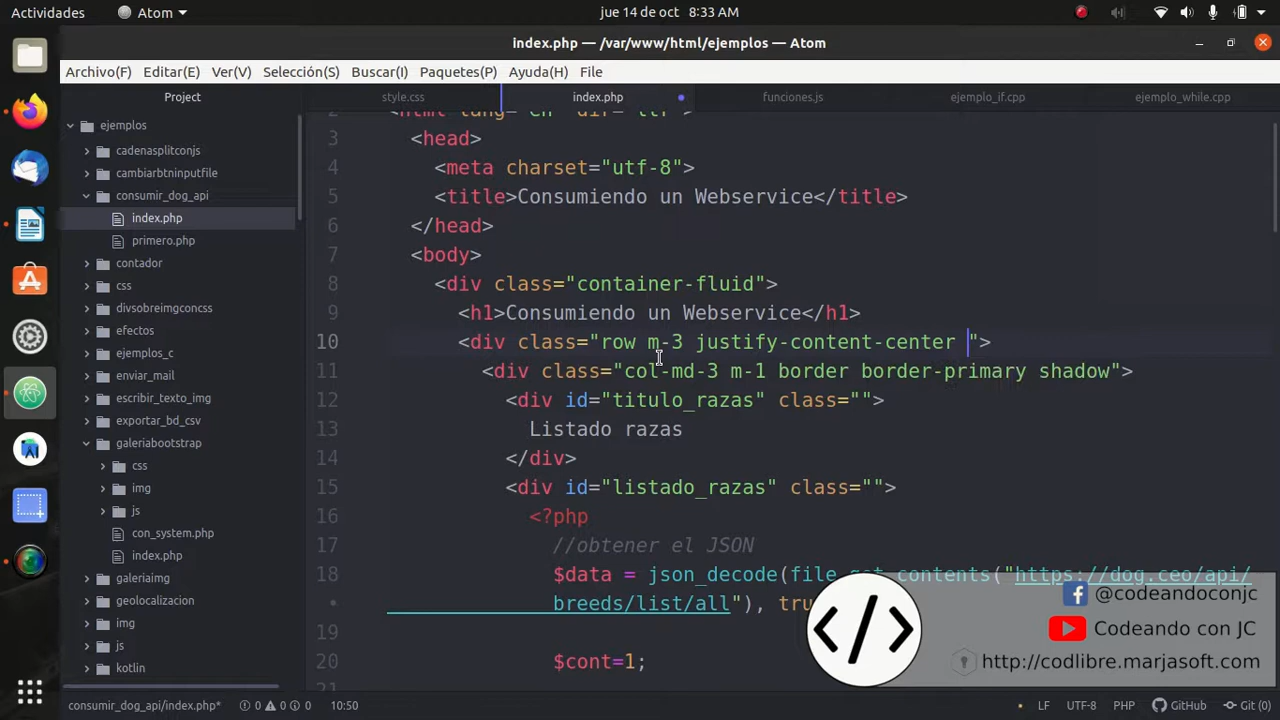 Actividades
Atom
jue 14 de oct 8:33 AM
index.php — /var/www/html/ejemplos — Atom
Archivo(F) Editar(E) Ver(V) Selección(S) Buscar(I) Paquetes(P) Ayuda(H) File
Project
style.css
index.php
funciones.js
ejemplo_if.cpp
ejemplo_while.cpp
ejemplos
cadenasplitconjs
cambiarbtninputfile
consumir_dog_api
index.php
primero.php
contador
css
divsobreimgconcss
efectos
ejemplos_c
enviar_mail
escribir_texto_img
exportar_bd_csv
galeriabootstrap
css
img
js
con_system.php
index.php
galeriaimg
geolocalizacion
img
js
kotlin
2 <html lang="en" dir="ltr">
3 <head>
4 <meta charset="utf-8">
5 <title>Consumiendo un Webservice</title>
6 </head>
7 <body>
8 <div class="container-fluid">
9 <h1>Consumiendo un Webservice</h1>
10 <div class="row m-3 justify-content-center ">
11 <div class="col-md-3 m-1 border border-primary shadow">
12 <div id="titulo_razas" class="">
13 Listado razas
14 </div>
15 <div id="listado_razas" class="">
16 <?php
17 //obtener el JSON
18 $data = json_decode(file_get_contents("https://dog.ceo/api/
• breeds/list/all"), tru
19
20 $cont=1;
21
</>
@codeandoconjc
Codeando con JC
http://codlibre.marjasoft.com
consumir_dog_api/index.php* 0 0 0 10:50
LF UTF-8 PHP GitHub Git (0)